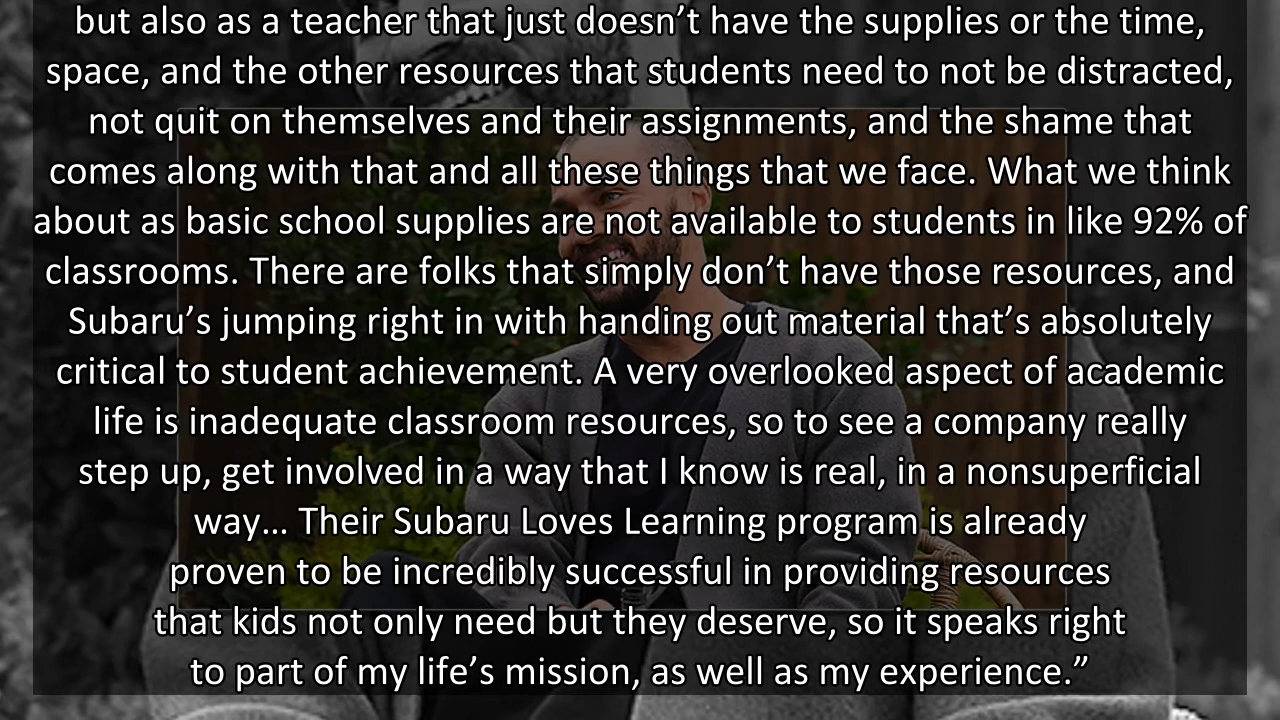 but also as a teacher that just doesn’t have the supplies or the time,
space, and the other resources that students need to not be distracted,
not quit on themselves and their assignments, and the shame that
comes along with that and all these things that we face. What we think
about as basic school supplies are not available to students in like 92% of
classrooms. There are folks that simply don’t have those resources, and
Subaru’s jumping right in with handing out material that’s absolutely
critical to student achievement. A very overlooked aspect of academic
life is inadequate classroom resources, so to see a company really
step up, get involved in a way that I know is real, in a nonsuperficial
way... Their Subaru Loves Learning program is already
proven to be incredibly successful in providing resources
that kids not only need but they deserve, so it speaks right
to part of my life’s mission, as well as my experience.”